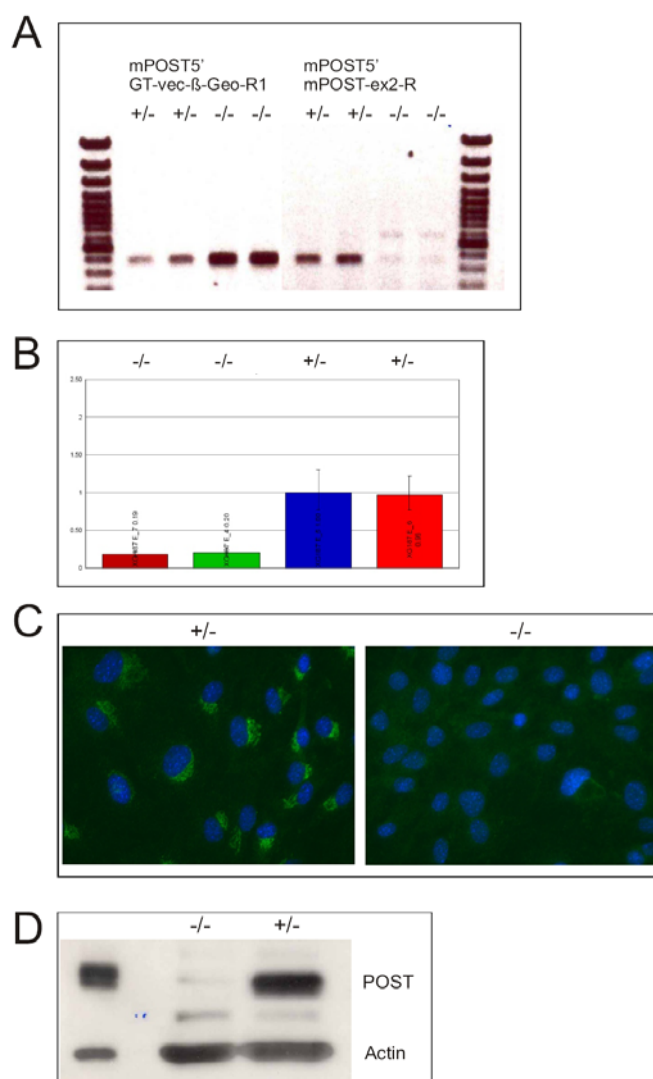 A
mPOST5’ mPOST5’
GT-vec-ß-Geo-R1 mPOST-ex2-R
+/- +/- -/- -/- +/- +/- -/- -/-
B
-/- -/- +/- +/-
2.50
2
1.50
1
0.50
0
C
+/- -/-
D
-/- +/-
POST
Actin